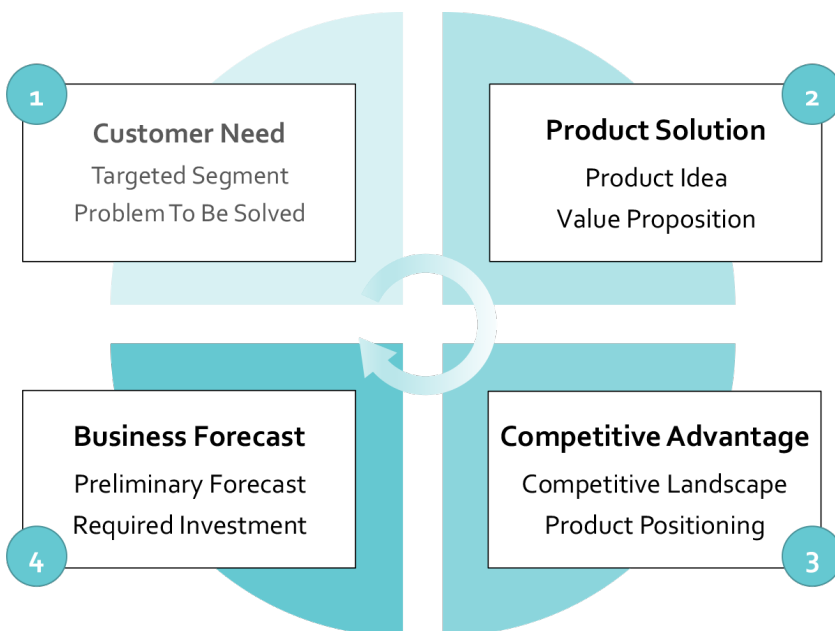 1
Customer Need
Targeted Segment
Problem To Be Solved
2
Product Solution
Product Idea
Value Proposition
3
Competitive Advantage
Competitive Landscape
Product Positioning
4
Business Forecast
Preliminary Forecast
Required Investment